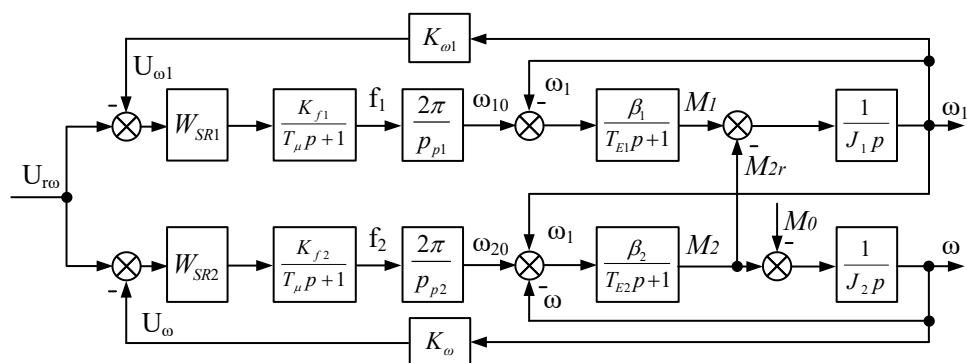 K_ω1
U_ω1
-
W_SR1
K_f1 / T_μ p + 1
f_1
2π / p_p1
ω_10
ω_1
-
β_1 / T_E1 p + 1
M_1
-
M_2r
1 / J_1 p
ω_1
U_rω
-
W_SR2
K_f2 / T_μ p + 1
f_2
2π / p_p2
ω_20
ω_1
-
ω
β_2 / T_E2 p + 1
M_2
M_0
-
1 / J_2 p
ω
U_ω
K_ω